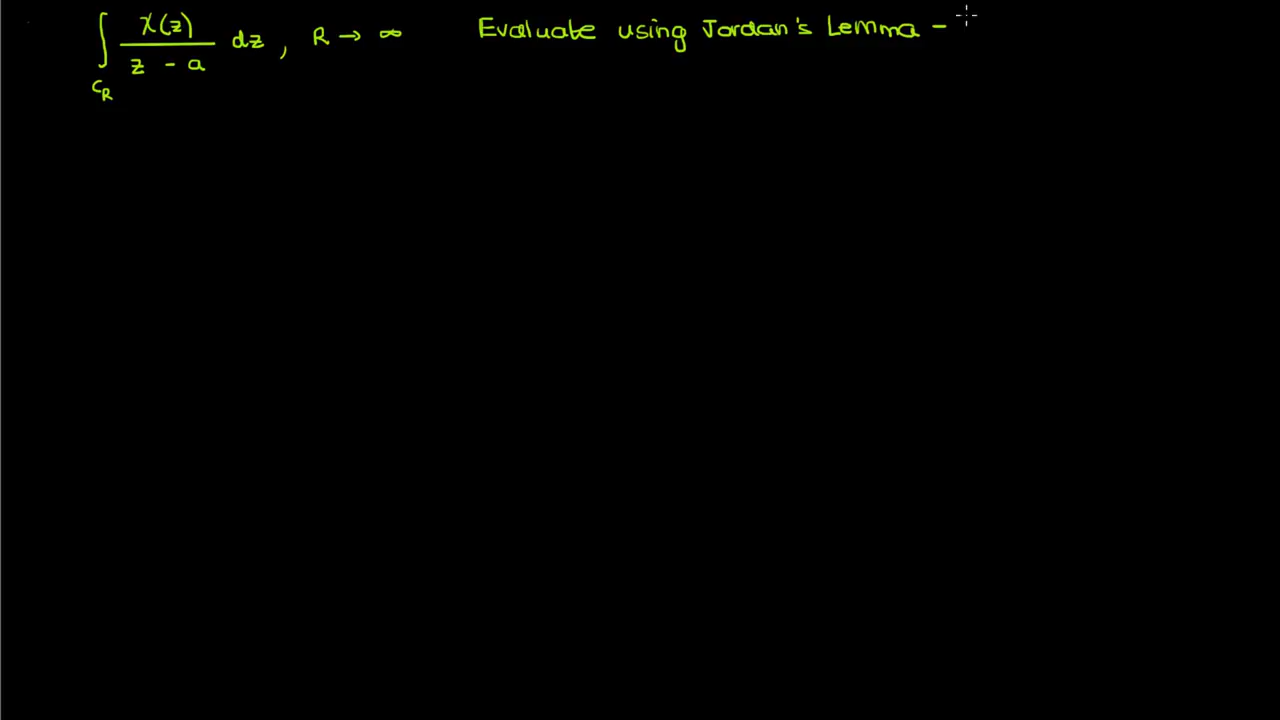 ∫_{C_R} χ(z) / (z - a) dz , R → ∞ Evaluate using Jordan's Lemma -